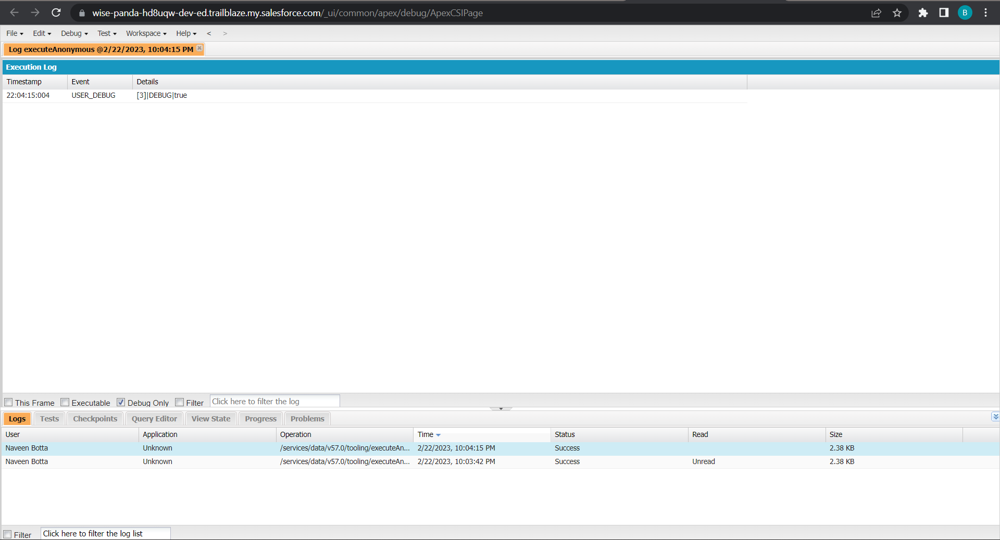 wise-panda-hd8uqw-dev-ed.trailblaze.my.salesforce.com/_ui/common/apex/debug/ApexCSIPage
B
File Edit Debug Test Workspace Help < >
Log executeAnonymous @2/22/2023, 10:04:15 PM
Execution Log
Timestamp Event Details
22:04:15:004 USER_DEBUG [3]|DEBUG|true
This Frame Executable Debug Only Filter Click here to filter the log
Logs Tests Checkpoints Query Editor View State Progress Problems
User Application Operation Time Status Read Size
Naveen Botta Unknown /services/data/v57.0/tooling/executeAn... 2/22/2023, 10:04:15 PM Success 2.38 KB
Naveen Botta Unknown /services/data/v57.0/tooling/executeAn... 2/22/2023, 10:03:42 PM Success Unread 2.38 KB
Filter Click here to filter the log list